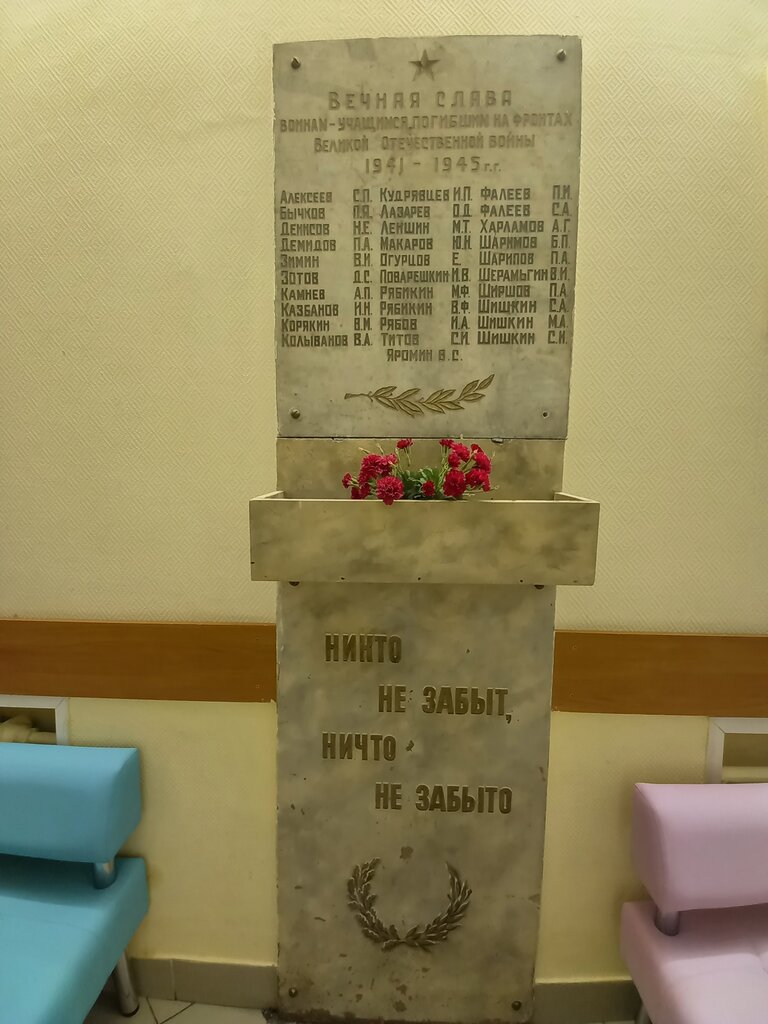 ВЕЧНАЯ СЛАВА
ВОИНАМ-УЧАЩИМСЯ, ПОГИБШИМ НА ФРОНТАХ
ВЕЛИКОЙ ОТЕЧЕСТВЕННОЙ ВОЙНЫ
1941 - 1945 г.г.
АЛЕКСЕЕВ С.П. КУДРЯВЦЕВ И.П. ФАЛЕЕВ П.И.
БЫЧКОВ П.Я. ЛАЗАРЕВ О.Д. ФАЛЕЕВ С.А.
ДЕНИСОВ Н.Е. ЛЕНШИН М.Т. ХАРЛАМОВ А.Г.
ДЕМИДОВ П.А. МАКАРОВ Ю.Н. ШАРИМОВ Б.П.
ЗИМИН В.И. ОГУРЦОВ Е. ШАРИПОВ П.А.
ЗОТОВ Д.С. ПОВАРЕШКИН И.В. ШЕРАМЫГИН В.И.
КАМНЕВ А.П. РЯБИКИН М.Ф. ШИРШОВ П.А.
КАЗБАНОВ И.Н. РЯБИКИН В.Ф. ШИШКИН С.А.
КОРЯКИН В.М. РЯБОВ И.А. ШИШКИН М.А.
КОЛЫВАНОВ В.А. ТИТОВ С.И. ШИШКИН С.Н.
ЯРОМИН В.С.
НИКТО
НЕ ЗАБЫТ,
НИЧТО
НЕ ЗАБЫТО